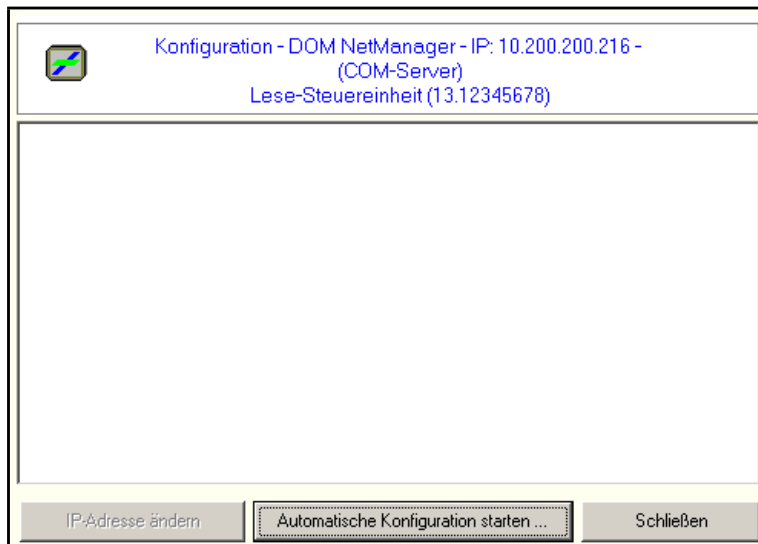 Konfiguration - DOM NetManager - IP: 10.200.200.216 -
(COM-Server)
Lese-Steuereinheit (13.12345678)
IP-Adresse ändern
Automatische Konfiguration starten ...
Schließen